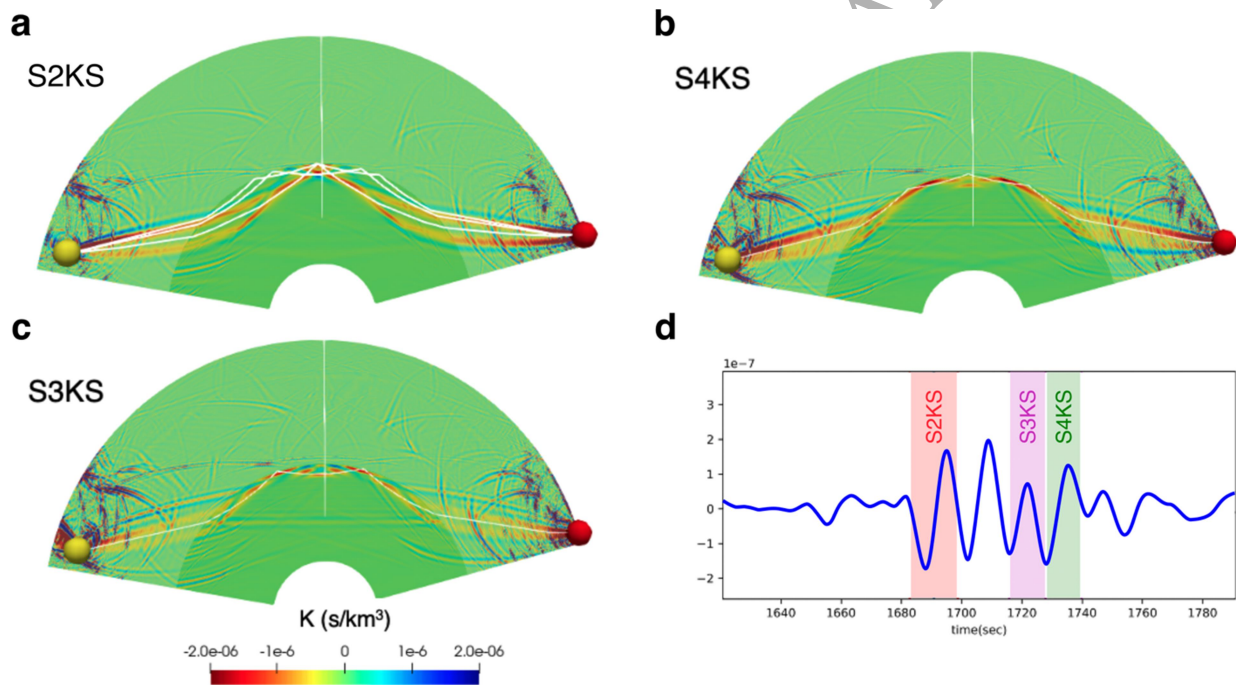 a
S2KS
b
S4KS
c
S3KS
K (s/km³)
-2.0e-06 -1e-6 0 1e-6 2.0e-06
d
1e−7
3
2
1
0
−1
−2
S2KS
S3KS
S4KS
1640 1660 1680 1700 1720 1740 1760 1780
time(sec)